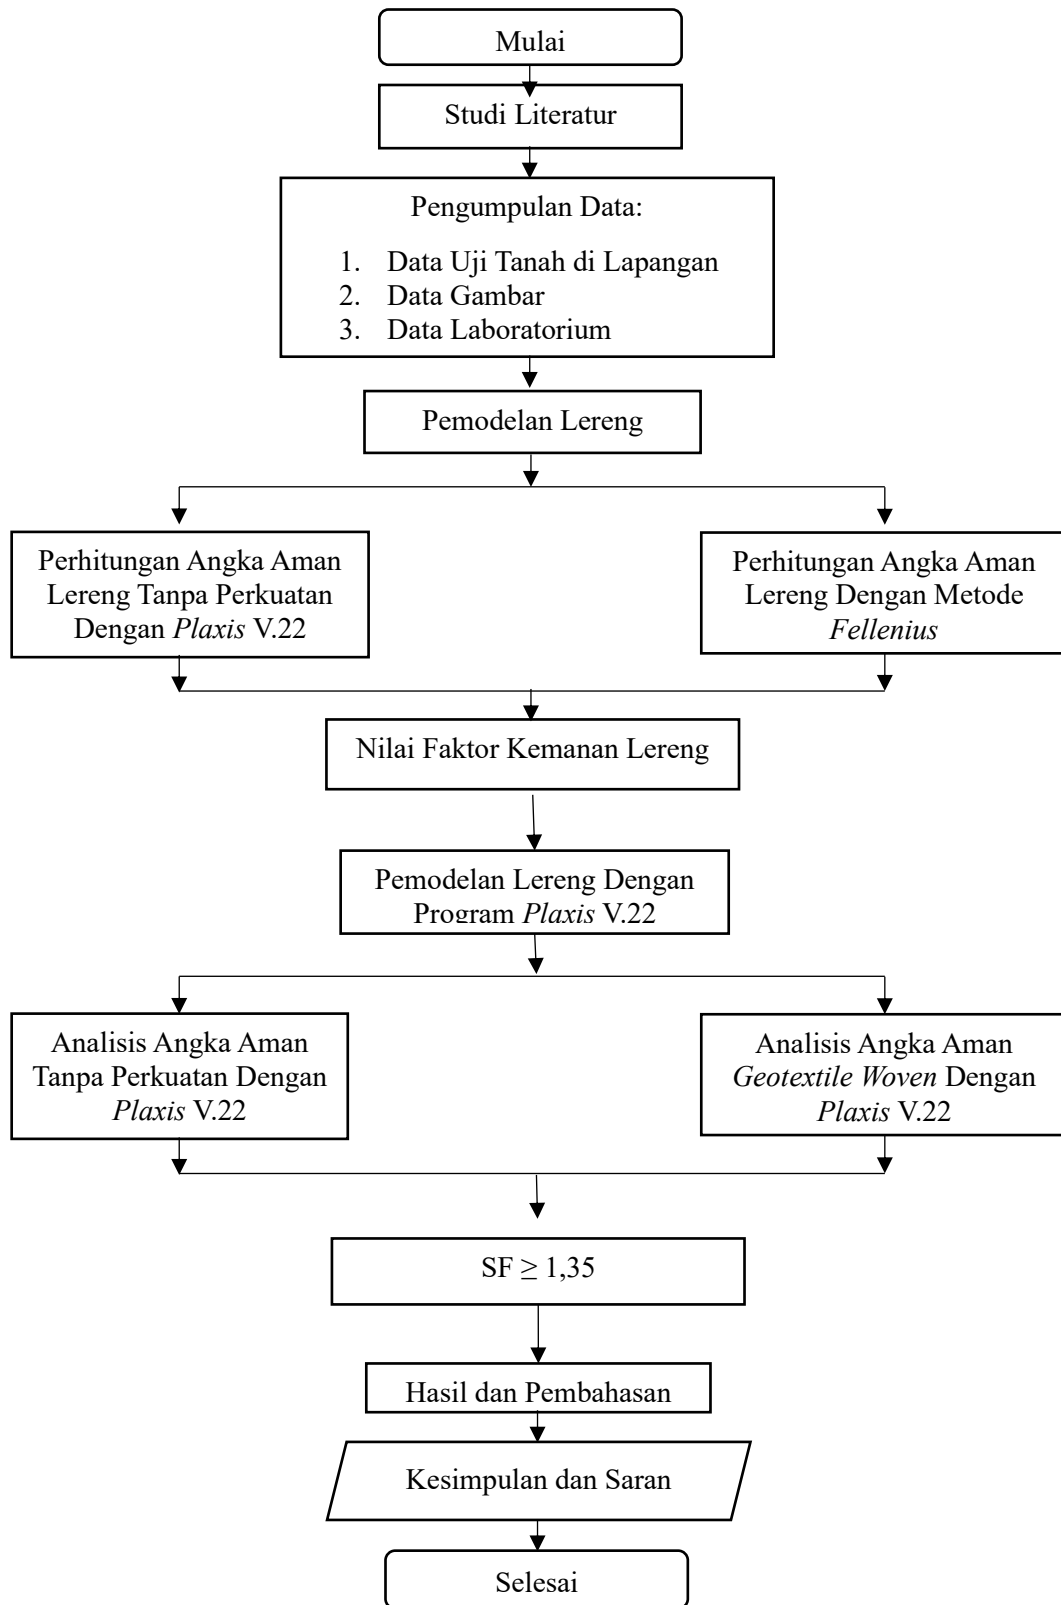 Mulai
Studi Literatur
Pengumpulan Data:
1. Data Uji Tanah di Lapangan
2. Data Gambar
3. Data Laboratorium
Pemodelan Lereng
Perhitungan Angka Aman
Lereng Tanpa Perkuatan
Dengan Plaxis V.22
Perhitungan Angka Aman
Lereng Dengan Metode
Fellenius
Nilai Faktor Kemanan Lereng
Pemodelan Lereng Dengan
Program Plaxis V.22
Analisis Angka Aman
Tanpa Perkuatan Dengan
Plaxis V.22
Analisis Angka Aman
Geotextile Woven Dengan
Plaxis V.22
SF ≥ 1,35
Hasil dan Pembahasan
Kesimpulan dan Saran
Selesai